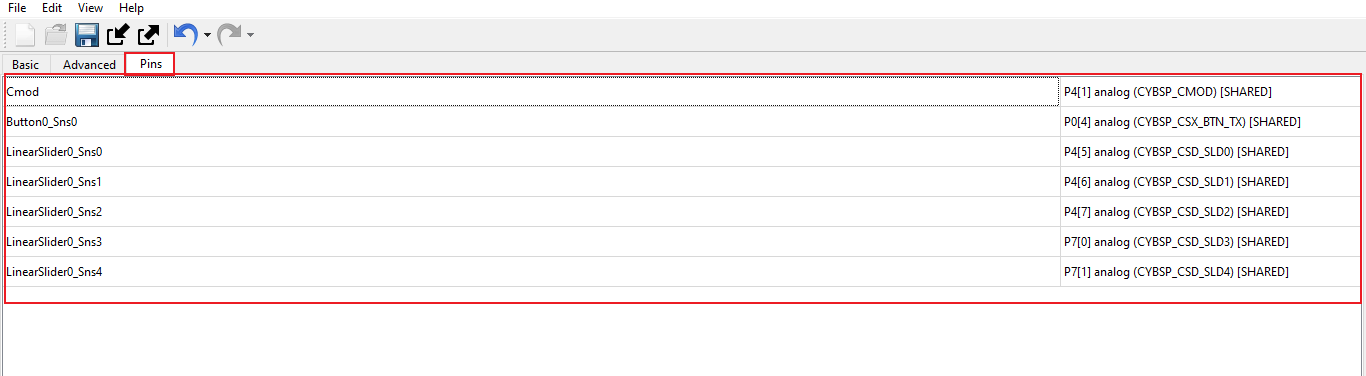 File Edit View Help
Basic Advanced Pins
Cmod P4[1] analog (CYBSP_CMOD) [SHARED]
Button0_Sns0 P0[4] analog (CYBSP_CSX_BTN_TX) [SHARED]
LinearSlider0_Sns0 P4[5] analog (CYBSP_CSD_SLD0) [SHARED]
LinearSlider0_Sns1 P4[6] analog (CYBSP_CSD_SLD1) [SHARED]
LinearSlider0_Sns2 P4[7] analog (CYBSP_CSD_SLD2) [SHARED]
LinearSlider0_Sns3 P7[0] analog (CYBSP_CSD_SLD3) [SHARED]
LinearSlider0_Sns4 P7[1] analog (CYBSP_CSD_SLD4) [SHARED]